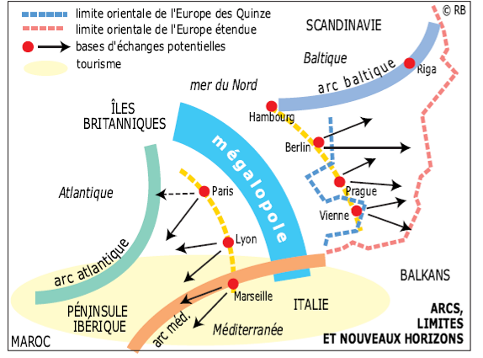 limite orientale de l'Europe des Quinze
limite orientale de l'Europe étendue
bases d'échanges potentielles
tourisme
© RB
SCANDINAVIE
Baltique
arc baltique
Riga
mer du Nord
Hambourg
ÎLES
BRITANNIQUES
mégalopole
Berlin
Prague
Vienne
Atlantique
Paris
Lyon
arc atlantique
Marseille
PÉNINSULE
IBÉRIQUE
arc méd.
Méditerranée
ITALIE
BALKANS
MAROC
ARCS,
LIMITES
ET NOUVEAUX HORIZONS